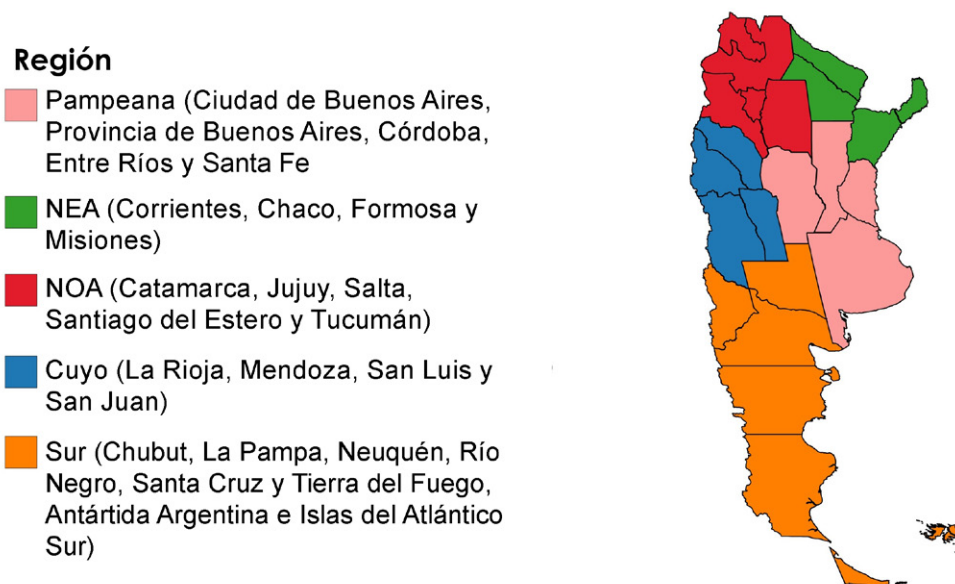 Región
Pampeana (Ciudad de Buenos Aires,
Provincia de Buenos Aires, Córdoba,
Entre Ríos y Santa Fe
NEA (Corrientes, Chaco, Formosa y
Misiones)
NOA (Catamarca, Jujuy, Salta,
Santiago del Estero y Tucumán)
Cuyo (La Rioja, Mendoza, San Luis y
San Juan)
Sur (Chubut, La Pampa, Neuquén, Río
Negro, Santa Cruz y Tierra del Fuego,
Antártida Argentina e Islas del Atlántico
Sur)